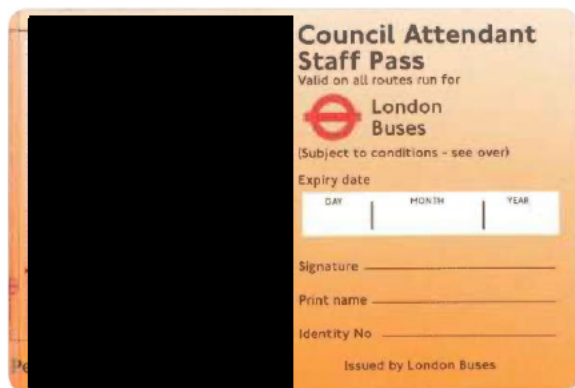 Council Attendant
Staff Pass
Valid on all routes run for
London
Buses
(Subject to conditions - see over)
Expiry date
DAY MONTH YEAR
Signature
Print name
Identity No
Issued by London Buses
Pe